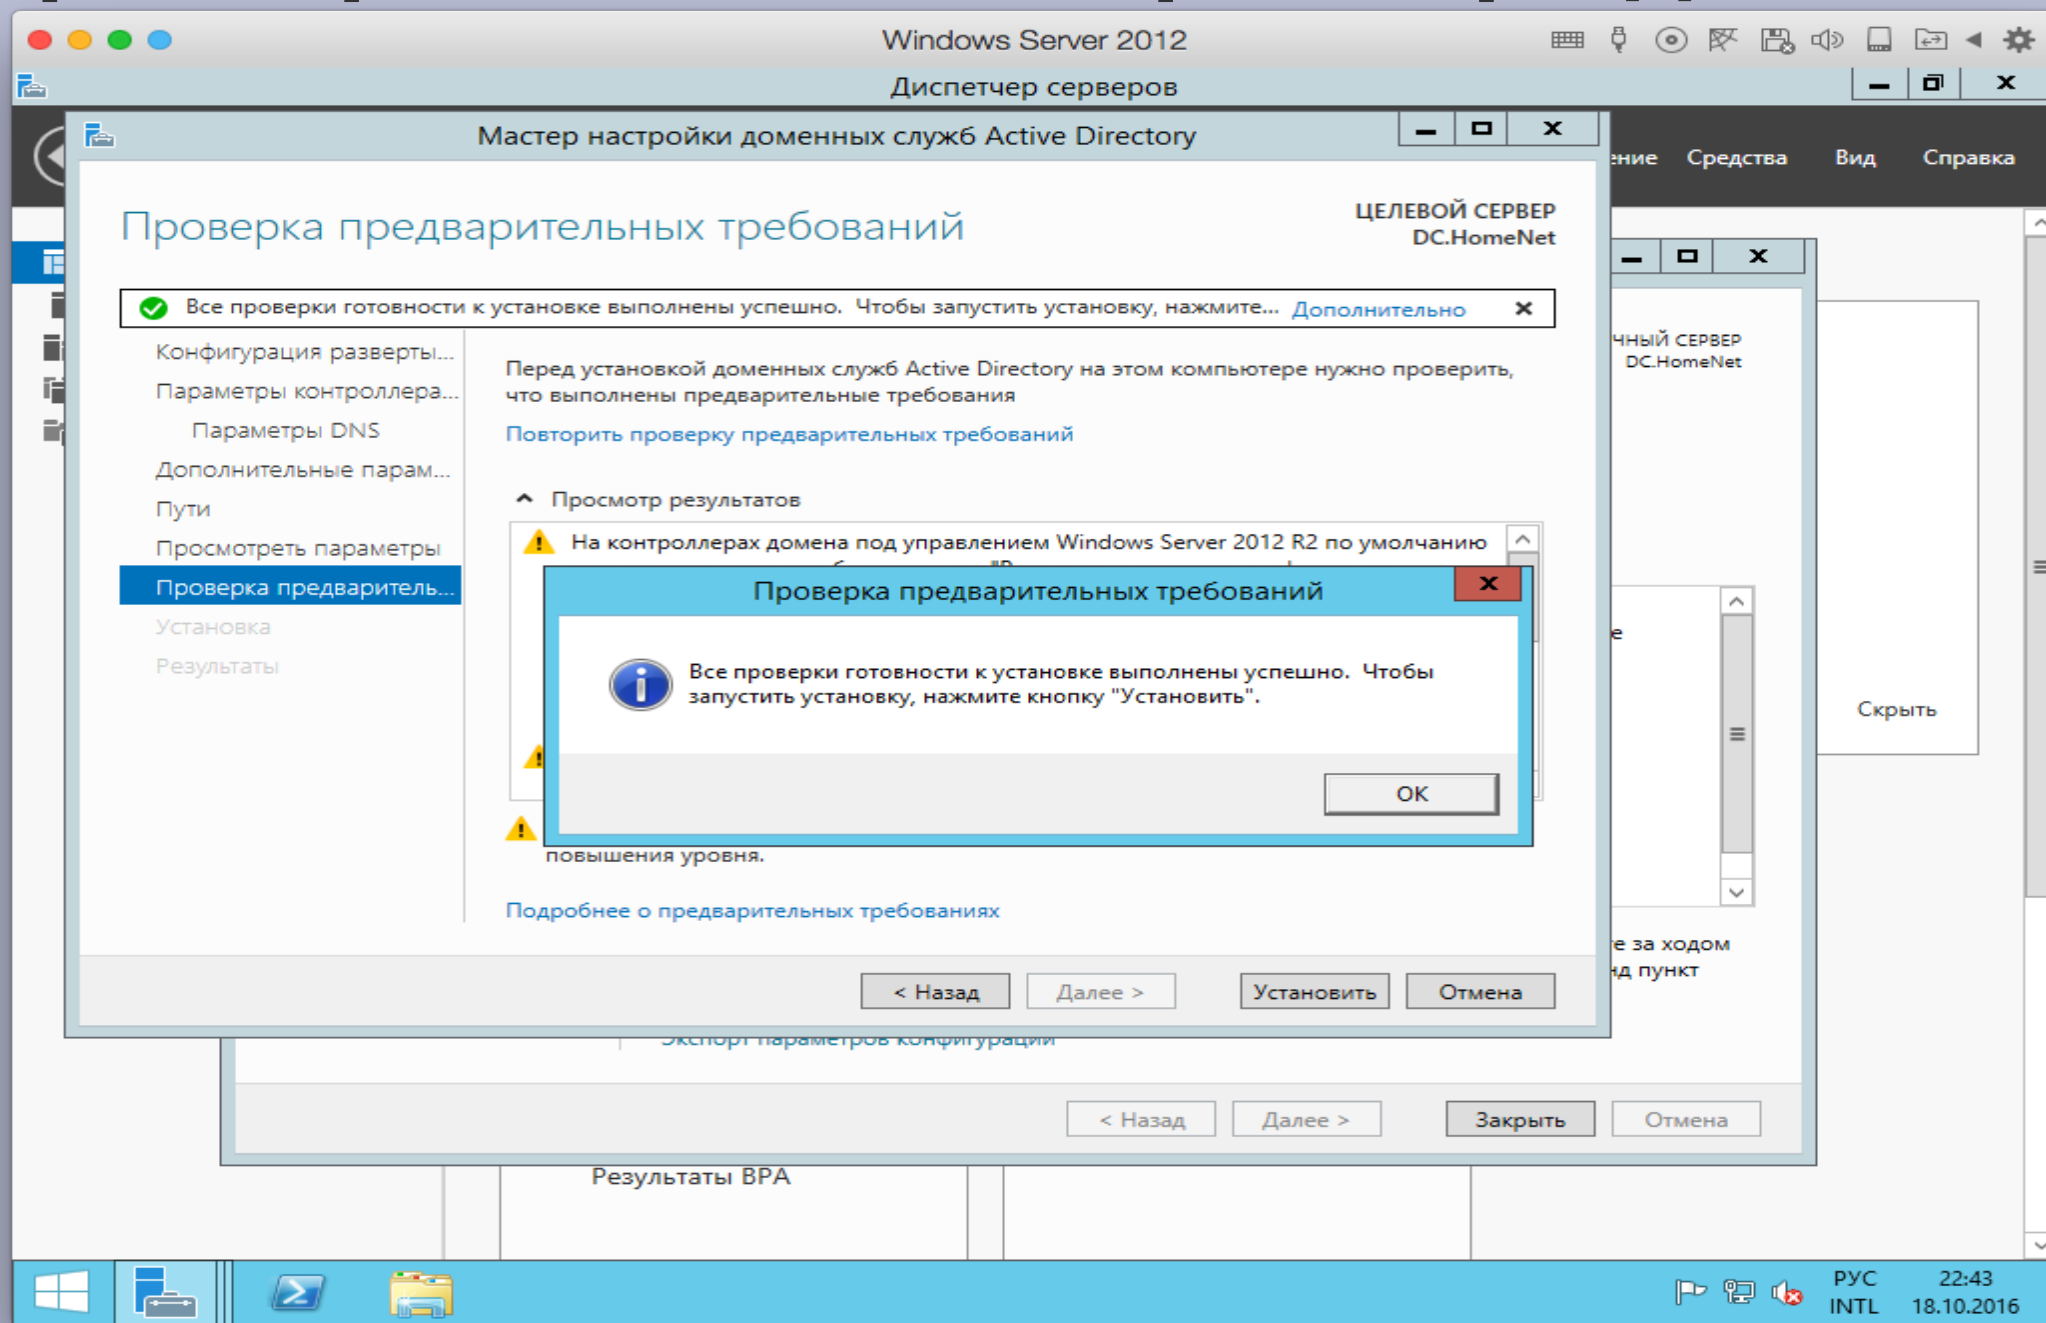 Windows Server 2012
Диспетчер серверов
Мастер настройки доменных служб Active Directory
ение Средства Вид Справка
Проверка предварительных требований
ЦЕЛЕВОЙ СЕРВЕР
DC.HomeNet
Все проверки готовности к установке выполнены успешно. Чтобы запустить установку, нажмите... Дополнительно
ЧНЫЙ СЕРВЕР
DC.HomeNet
Конфигурация разверты...
Параметры контроллера...
Параметры DNS
Дополнительные парам...
Пути
Просмотреть параметры
Проверка предваритель...
Установка
Результаты
Перед установкой доменных служб Active Directory на этом компьютере нужно проверить,
что выполнены предварительные требования
Повторить проверку предварительных требований
Просмотр результатов
На контроллерах домена под управлением Windows Server 2012 R2 по умолчанию
Проверка предварительных требований
Все проверки готовности к установке выполнены успешно. Чтобы
запустить установку, нажмите кнопку "Установить".
OK
е
Скрыть
повышения уровня.
Подробнее о предварительных требованиях
е за ходом
нд пункт
< Назад Далее > Установить Отмена
Экспорт параметров конфигурации
< Назад Далее > Закрыть Отмена
Результаты BPA
РУС 22:43
INTL 18.10.2016